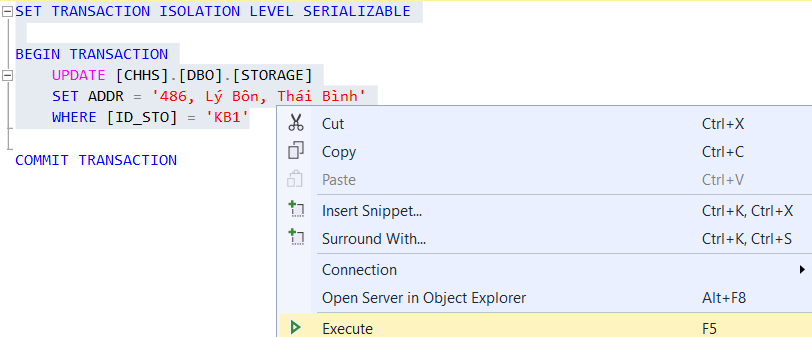 SET TRANSACTION ISOLATION LEVEL SERIALIZABLE
BEGIN TRANSACTION
UPDATE [CHHS].[DBO].[STORAGE]
SET ADDR = '486, Lý Bôn, Thái Bình'
WHERE [ID_STO] = 'KB1'
COMMIT TRANSACTION
Cut Ctrl+X
Copy Ctrl+C
Paste Ctrl+V
Insert Snippet... Ctrl+K, Ctrl+X
Surround With... Ctrl+K, Ctrl+S
Connection
Open Server in Object Explorer Alt+F8
Execute F5